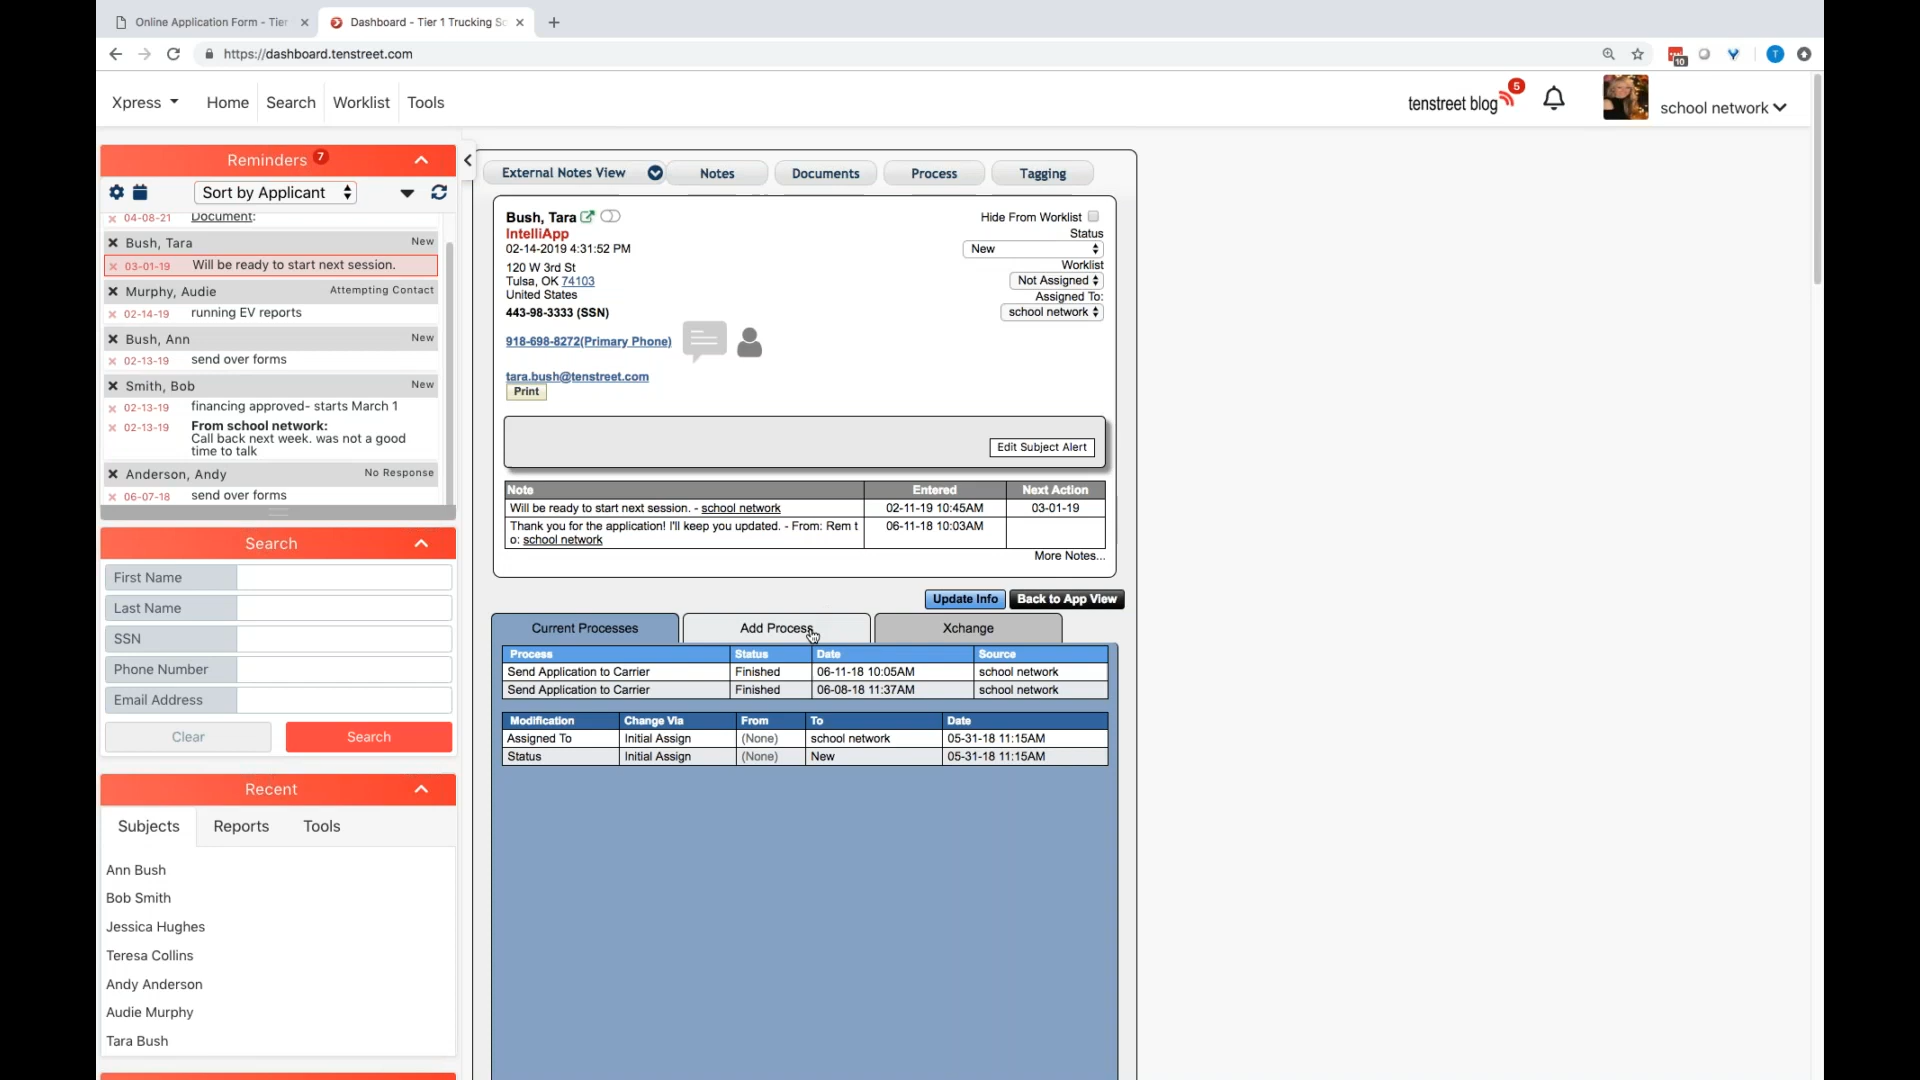 Online Application Form - Tier
Dashboard - Tier 1 Trucking Sc
https://dashboard.tenstreet.com
10
T
Xpress
Home
Search
Worklist
Tools
tenstreet blog
5
school network
Reminders 7
Sort by Applicant
04-08-21 Document:
Bush, Tara New
03-01-19 Will be ready to start next session.
Murphy, Audie Attempting Contact
02-14-19 running EV reports
Bush, Ann New
02-13-19 send over forms
Smith, Bob New
02-13-19 financing approved- starts March 1
02-13-19 From school network:
Call back next week. was not a good
time to talk
Anderson, Andy No Response
06-07-18 send over forms
Search
First Name
Last Name
SSN
Phone Number
Email Address
Clear
Search
Recent
Subjects
Reports
Tools
Ann Bush
Bob Smith
Jessica Hughes
Teresa Collins
Andy Anderson
Audie Murphy
Tara Bush
External Notes View
Notes
Documents
Process
Tagging
Bush, Tara
IntelliApp
02-14-2019 4:31:52 PM
120 W 3rd St
Tulsa, OK 74103
United States
443-98-3333 (SSN)
918-698-8272(Primary Phone)
tara.bush@tenstreet.com
Print
Hide From Worklist
Status
New
Worklist
Not Assigned
Assigned To:
school network
Edit Subject Alert
Note Entered Next Action
Will be ready to start next session. - school network 02-11-19 10:45AM 03-01-19
Thank you for the application! I'll keep you updated. - From: Rem t 06-11-18 10:03AM
o: school network
More Notes...
Update Info
Back to App View
Current Processes
Add Process
Xchange
Process Status Date Source
Send Application to Carrier Finished 06-11-18 10:05AM school network
Send Application to Carrier Finished 06-08-18 11:37AM school network
Modification Change Via From To Date
Assigned To Initial Assign (None) school network 05-31-18 11:15AM
Status Initial Assign (None) New 05-31-18 11:15AM